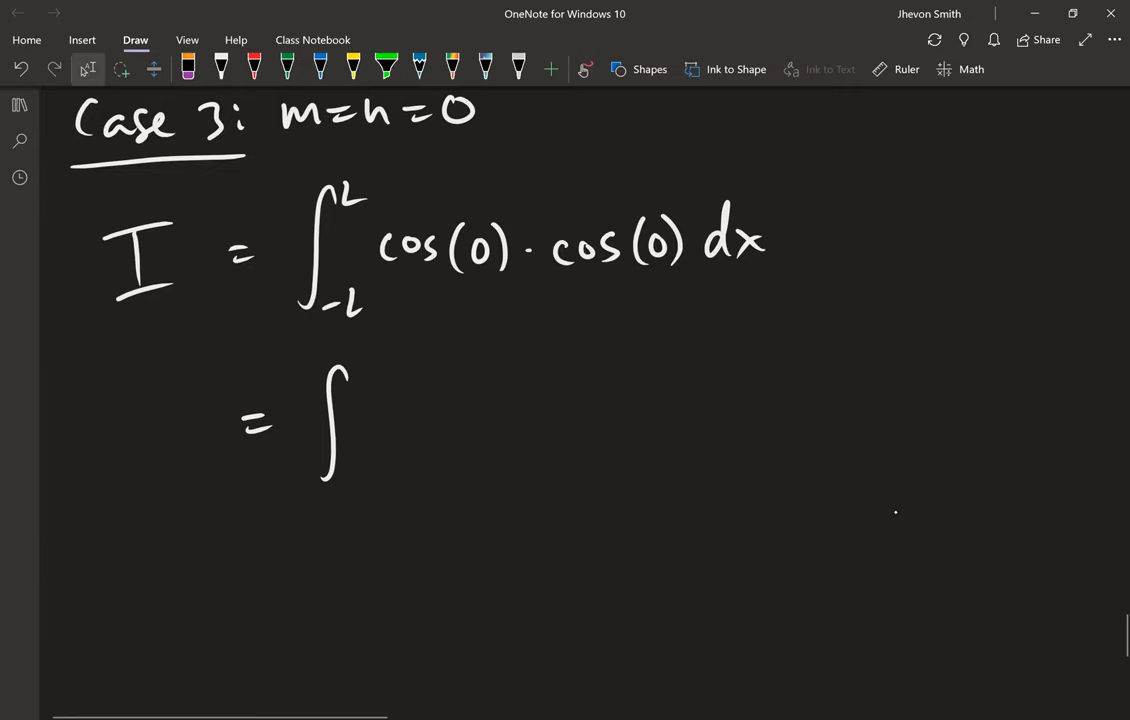 OneNote for Windows 10
Jhevon Smith
Home Insert Draw View Help Class Notebook
Share
Shapes Ink to Shape Ink to Text Ruler Math
Case 3: m=n=0
I = ∫_{-L}^{L} cos(0) · cos(0) dx
= ∫